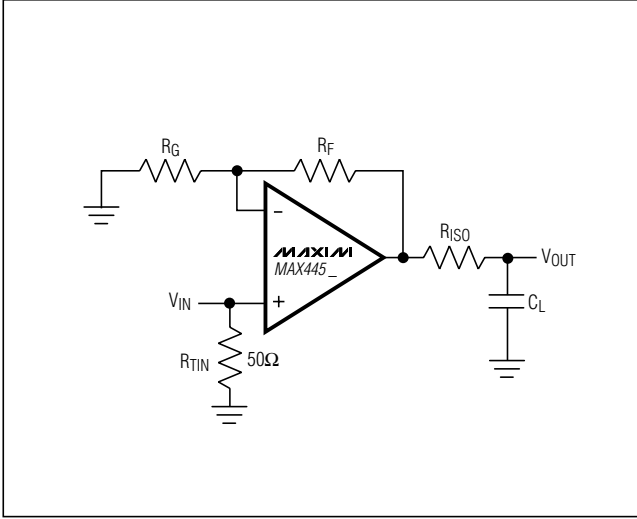 RG
RF
−
MAXIM
MAX445_
+
RISO
VOUT
CL
VIN
RTIN
50Ω